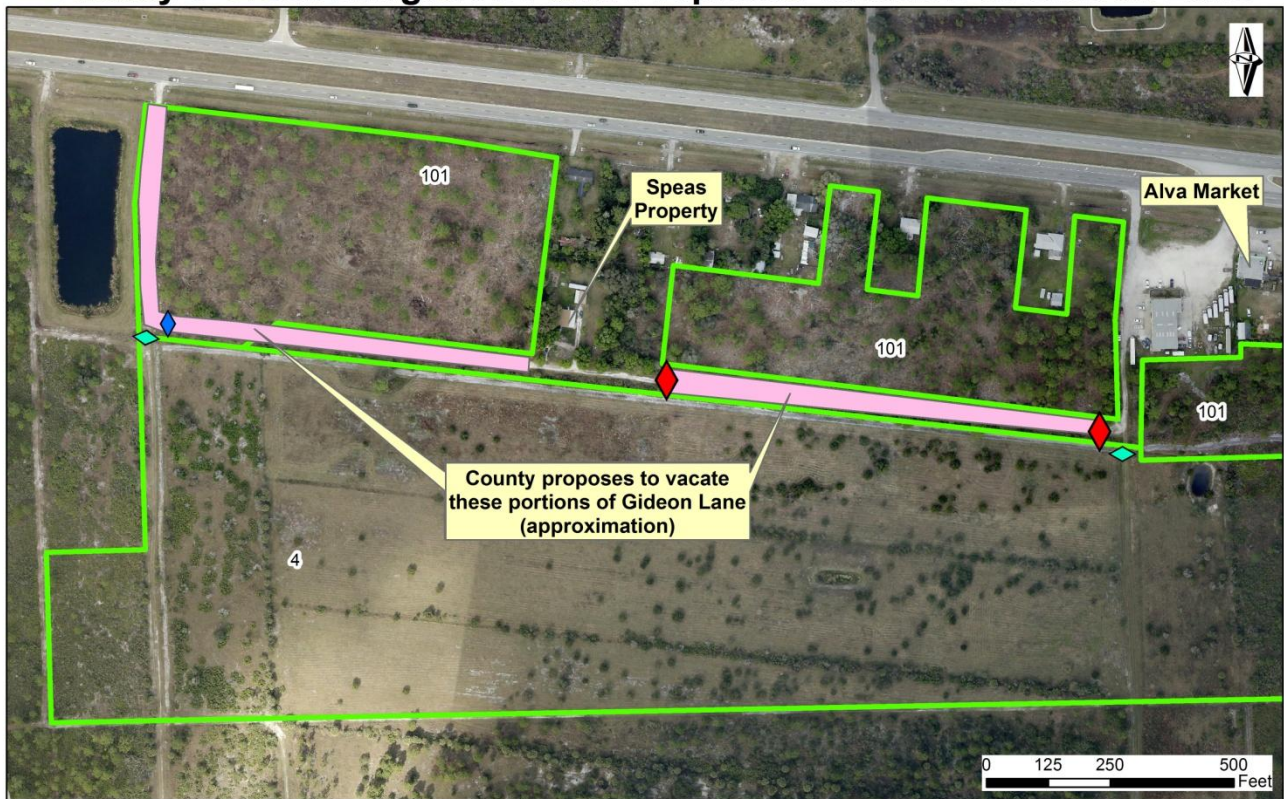 N
101
Speas
Property
Alva Market
101
101
County proposes to vacate
these portions of Gideon Lane
(approximation)
4
0 125 250 500
Feet